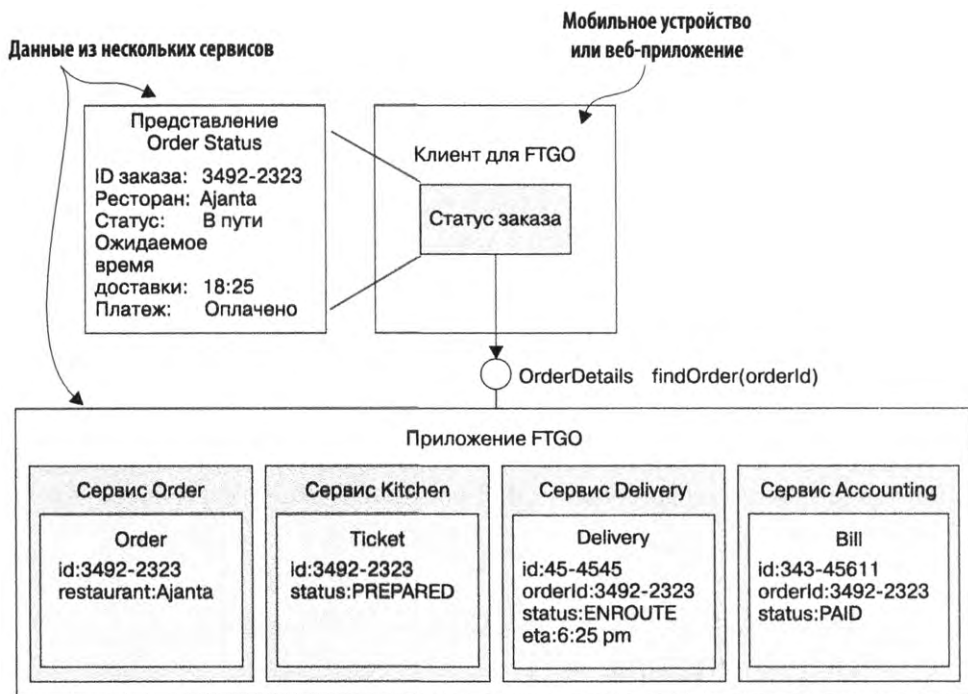 Данные из нескольких сервисов
Мобильное устройство
или веб-приложение
Представление
Order Status
ID заказа: 3492-2323
Ресторан: Ajanta
Статус: В пути
Ожидаемое
время
доставки: 18:25
Платеж: Оплачено
Клиент для FTGO
Статус заказа
OrderDetails findOrder(orderId)
Приложение FTGO
Сервис Order
Order
id:3492-2323
restaurant:Ajanta
Сервис Kitchen
Ticket
id:3492-2323
status:PREPARED
Сервис Delivery
Delivery
id:45-4545
orderId:3492-2323
status:ENROUTE
eta:6:25 pm
Сервис Accounting
Bill
id:343-45611
orderId:3492-2323
status:PAID